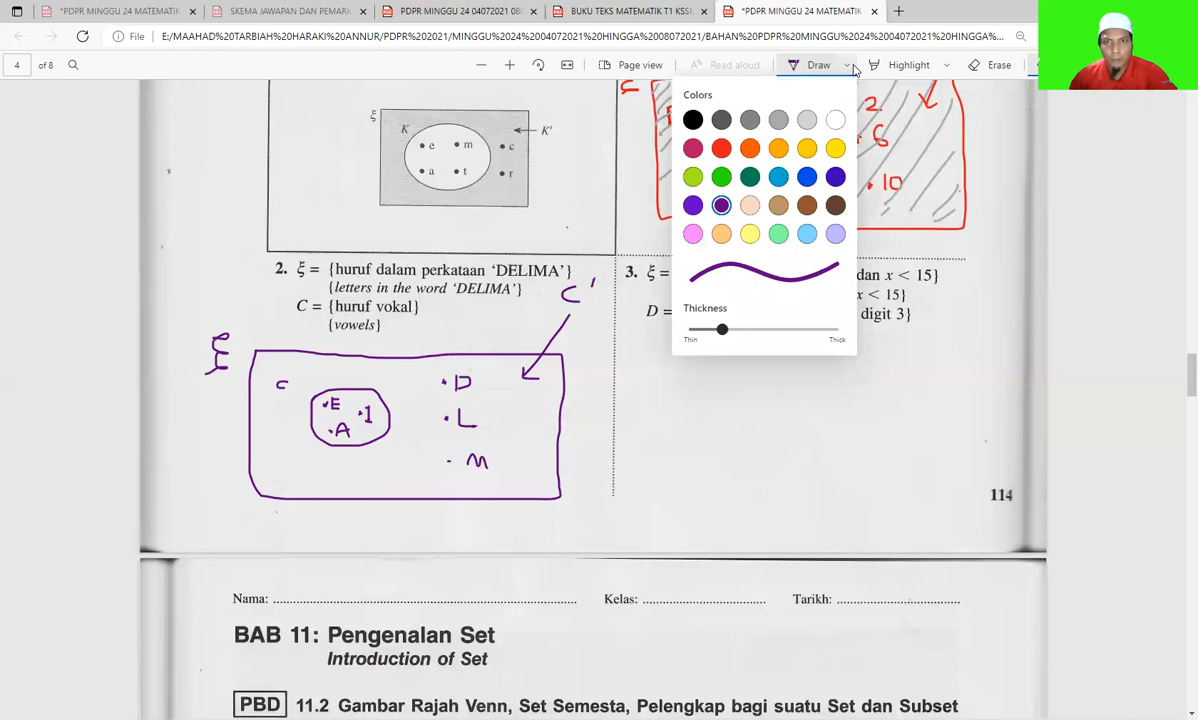 *PDPR MINGGU 24 MATEMATIK
SKEMA JAWAPAN DAN PEMARK
PDPR MINGGU 24 04072021 08
BUKU TEKS MATEMATIK T1 KSSM
*PDPR MINGGU 24 MATEMATIK
File
E:/MAAHAD%20TARBIAH%20HARAKI%20ANNUR/PDPR%202021/MINGGU%2024%2004072021%20HINGGA%2008072021/BAHAN%20PDPR%20MINGGU%2024%2004072021%20HINGGA%...
4 of 8
Page view
Read aloud
Draw
Highlight
Erase
Colors
Thickness
Thin
Thick
ξ
K
K'
e
m
c
a
t
r
ξ
2
6
10
2. ξ = {huruf dalam perkataan ‘DELIMA’}
{letters in the word ‘DELIMA’}
C = {huruf vokal}
{vowels}
C'
ξ
C
E
I
A
D
L
M
3. ξ =
dan x < 15}
x < 15}
D =
digit 3}
114
Nama:
Kelas:
Tarikh:
BAB 11: Pengenalan Set
Introduction of Set
PBD 11.2 Gambar Rajah Venn, Set Semesta, Pelengkap bagi suatu Set dan Subset